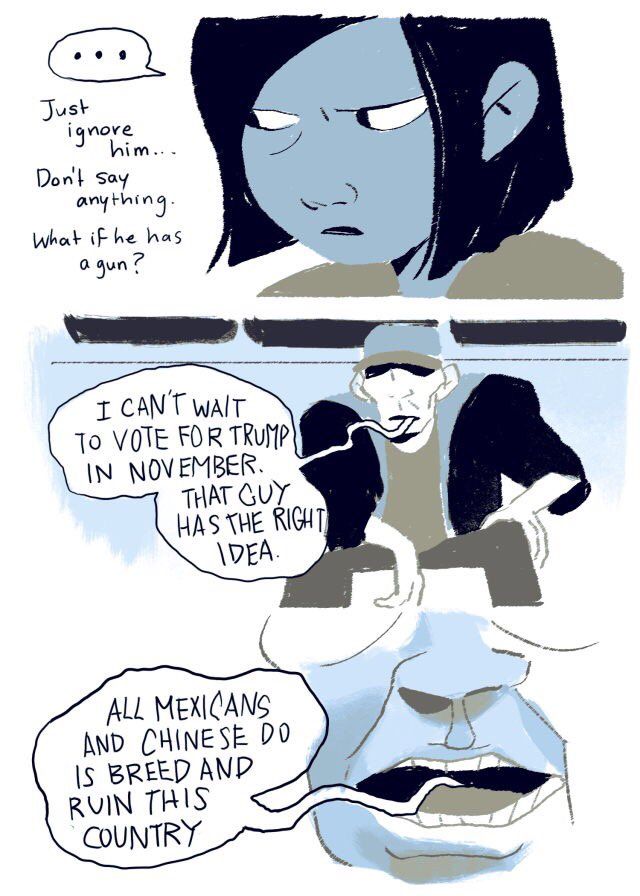 ...
Just
ignore
him...
Don't say
anything.
What if he has
a gun?
I CAN'T WAIT
TO VOTE FOR TRUMP
IN NOVEMBER.
THAT GUY
HAS THE RIGHT
IDEA.
ALL MEXICANS
AND CHINESE DO
IS BREED AND
RUIN THIS
COUNTRY